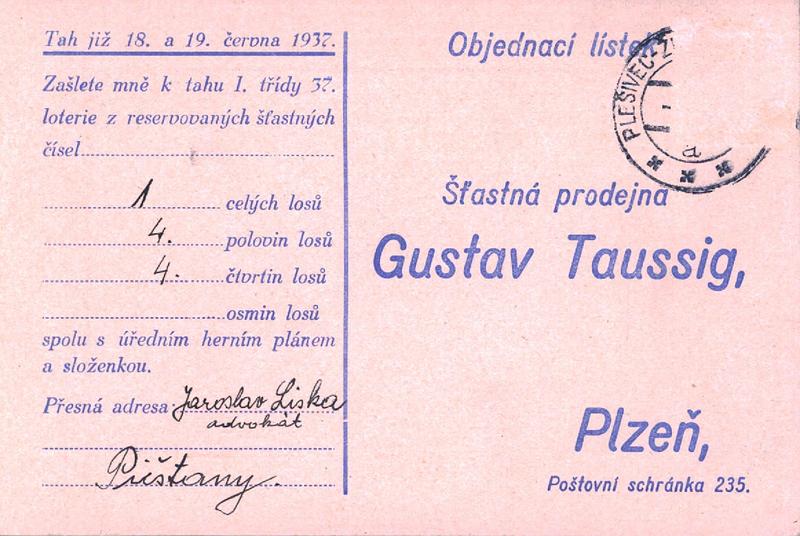 Tah již 18. a 19. června 1937.
Zašlete mně k tahu I. třídy 37.
loterie z reservovaných šťastných
čísel
1 celých losů
4. polovin losů
4. čtvrtin losů
osmin losů
spolu s úředním herním plánem
a složenkou.
Přesná adresa: Jaroslav Liska
advokát
Púšťany.
Objednací lístek
PLEŠIVEC-
a
Šťastná prodejna
Gustav Taussig,
Plzeň,
Poštovní schránka 235.